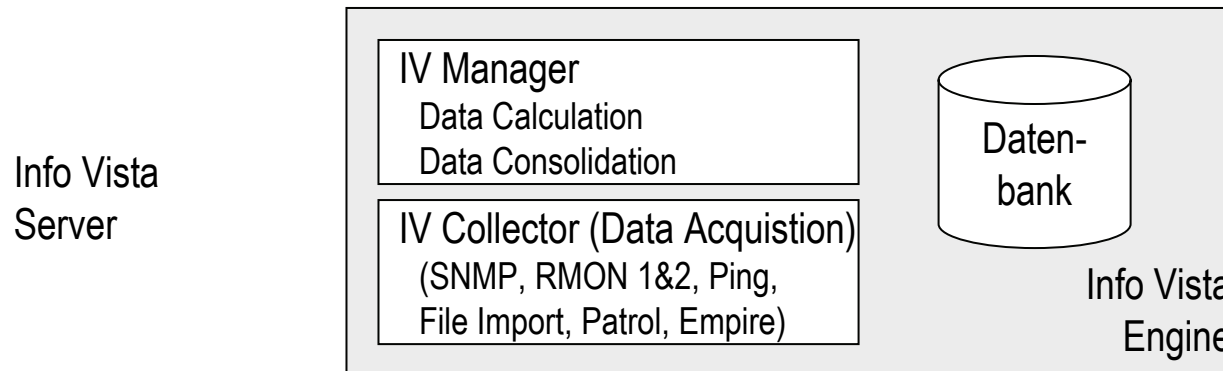 IV Manager
Data Calculation
Data Consolidation
Daten-
bank
Info Vista
Server
IV Collector (Data Acquistion)
(SNMP, RMON 1&2, Ping,
File Import, Patrol, Empire)
Info Vista
Engine